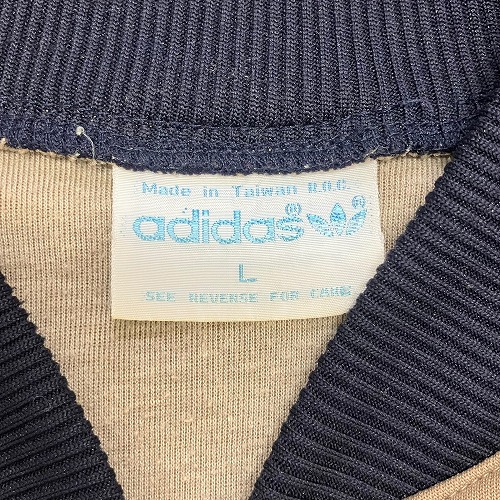 Made in Taiwan R.O.C.
adidas®
L
SEE REVERSE FOR CARE